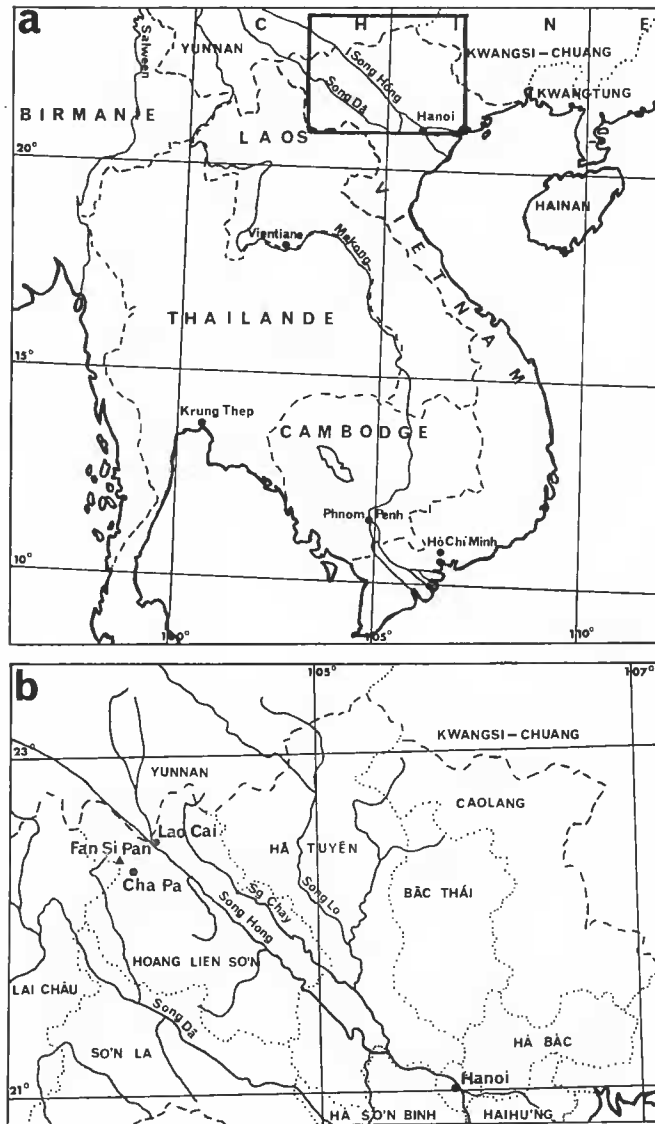 a
C H I N E
Salween
YUNNAN
KWANGSI-CHUANG
Song Hông
KWANGTUNG
Song Dâ
Hanoi
BIRMANIE
LAOS
20°
HAINAN
VIETNAM
Vientiane
Mekong
THAILANDE
15°
Krung Thep
CAMBODGE
Phnom Penh
Hô Chi Minh
10°
105°
110°
b
105°
107°
KWANGSI-CHUANG
23°
YUNNAN
CAOLANG
Lao Cai
HÀ TUYÊN
Fan Si Pan
BĂC THÁI
Cha Pa
Song Lo
Sg Chay
Song Hong
HOANG LIEN SO'N
LAI CHÂU
Song Dâ
HÀ BĂC
SO'N LA
Hanoi
21°
HÀ SO'N BINH
HAIHU'NG